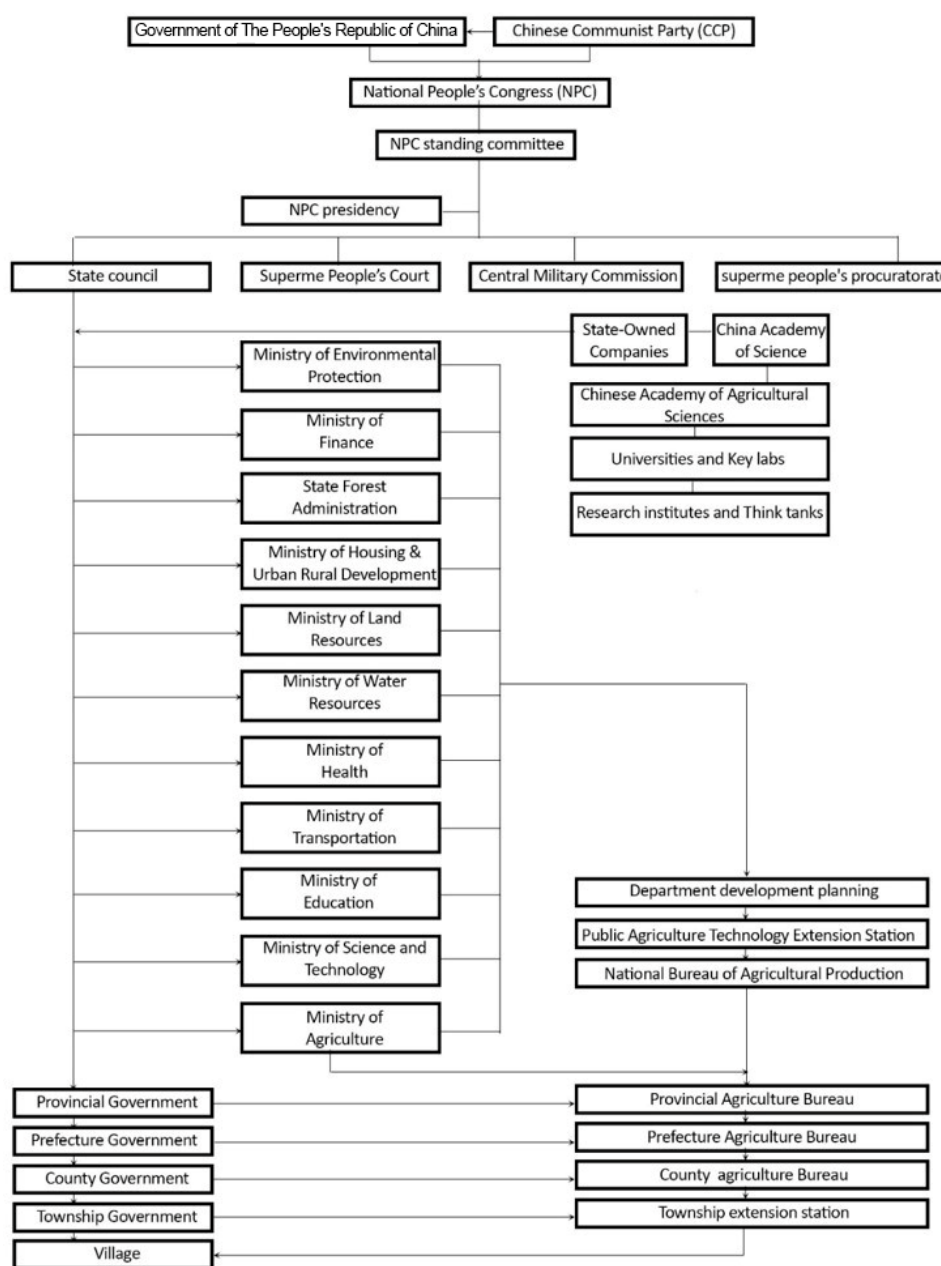 Government of The People's Republic of China
Chinese Communist Party (CCP)
National People's Congress (NPC)
NPC standing committee
NPC presidency
State council
Superme People's Court
Central Military Commission
superme people's procuratorate
State-Owned
Companies
China Academy
of Science
Ministry of Environmental
Protection
Chinese Academy of Agricultural
Sciences
Ministry of
Finance
Universities and Key labs
State Forest
Administration
Research institutes and Think tanks
Ministry of Housing &
Urban Rural Development
Ministry of Land
Resources
Ministry of Water
Resources
Ministry of
Health
Ministry of
Transportation
Ministry of
Education
Department development planning
Public Agriculture Technology Extension Station
Ministry of Science and
Technology
National Bureau of Agricultural Production
Ministry of
Agriculture
Provincial Government
Provincial Agriculture Bureau
Prefecture Government
Prefecture Agriculture Bureau
County Government
County agriculture Bureau
Township Government
Township extension station
Village